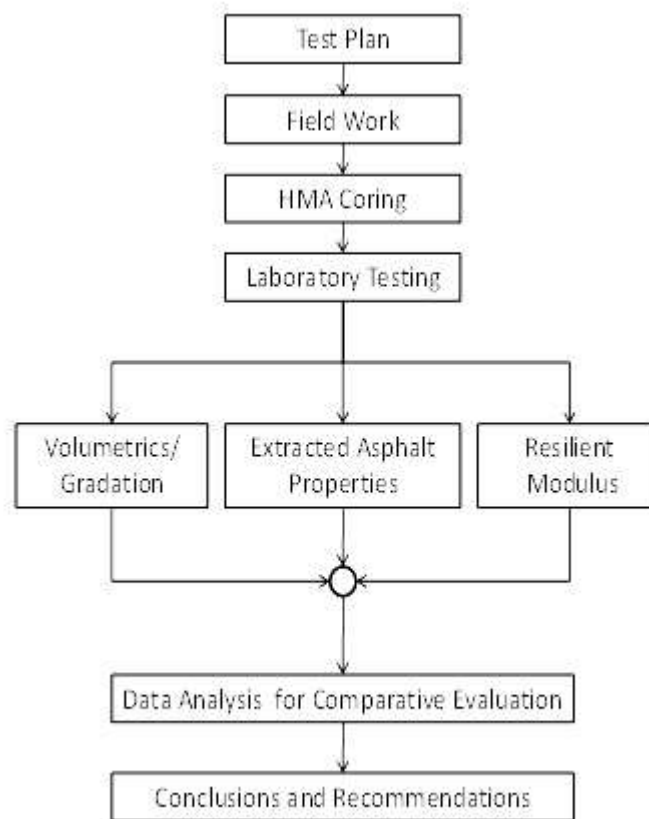 Test Plan
Field Work
HMA Coring
Laboratory Testing
Volumetrics/
Gradation
Extracted Asphalt
Properties
Resilient
Modulus
Data Analysis for Comparative Evaluation
Conclusions and Recommendations